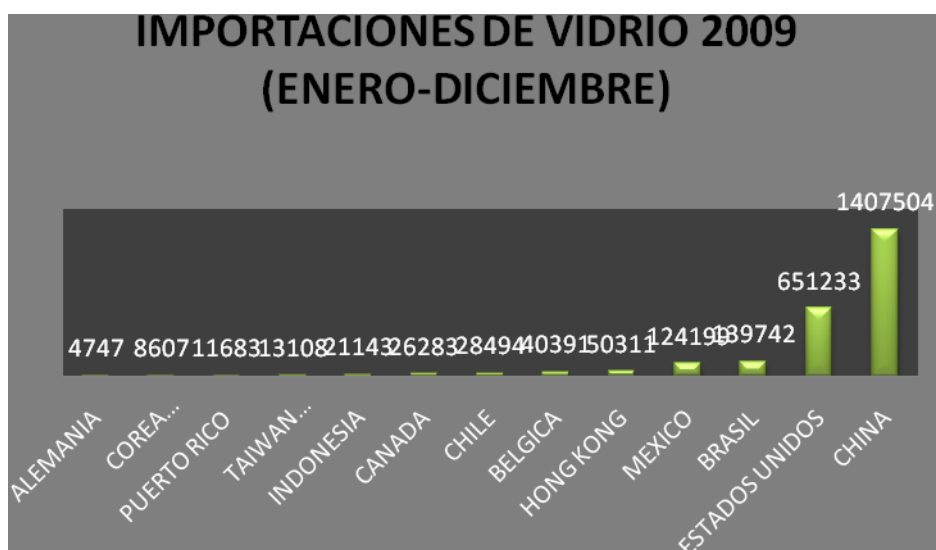 IMPORTACIONES DE VIDRIO 2009
(ENERO-DICIEMBRE)
1407504
651233
4747 8607 11683 13108 21143 26283 28494 40391 50311 124199 139742
ALEMANIA
COREA...
PUERTO RICO
TAIWAN...
INDONESIA
CANADA
CHILE
BELGICA
HONG KONG
MEXICO
BRASIL
ESTADOS UNIDOS
CHINA